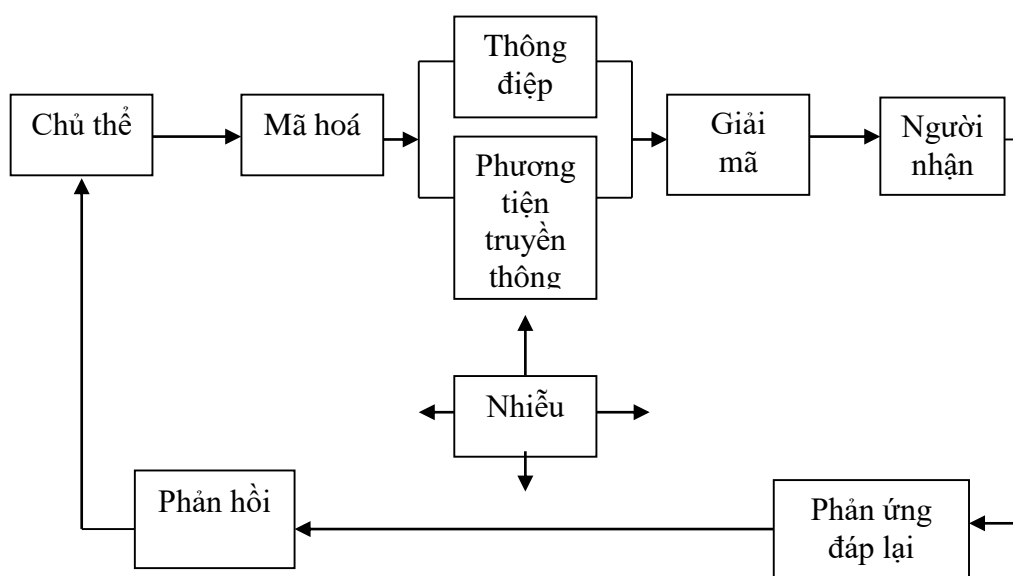 Thông
điệp
Chủ thể
Mã hoá
Giải
mã
Người
nhận
Phương
tiện
truyền
thông
Nhiễu
Phản hồi
Phản ứng
đáp lại